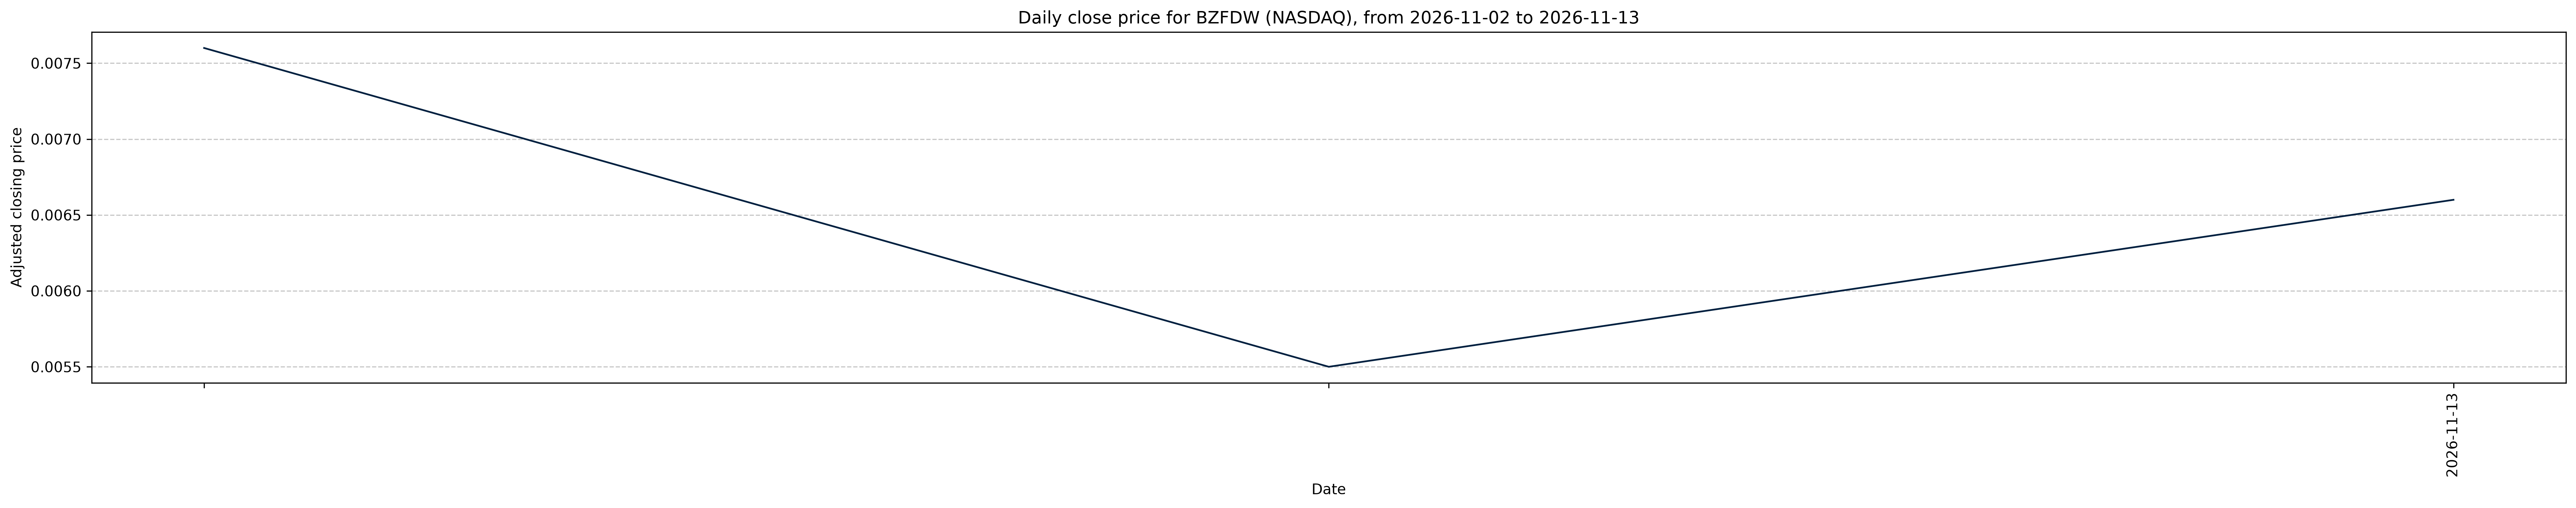 Daily close price for BZFDW (NASDAQ), from 2026-11-02 to 2026-11-13
Adjusted closing price
0.0075
0.0070
0.0065
0.0060
0.0055
2026-11-13
Date